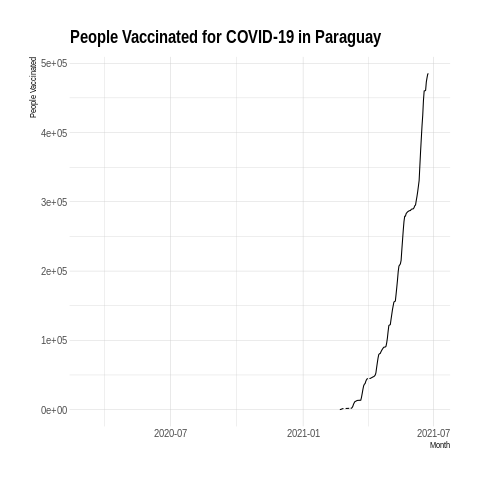 People Vaccinated for COVID-19 in Paraguay
People Vaccinated
5e+05
4e+05
3e+05
2e+05
1e+05
0e+00
2020-07
2021-01
2021-07
Month